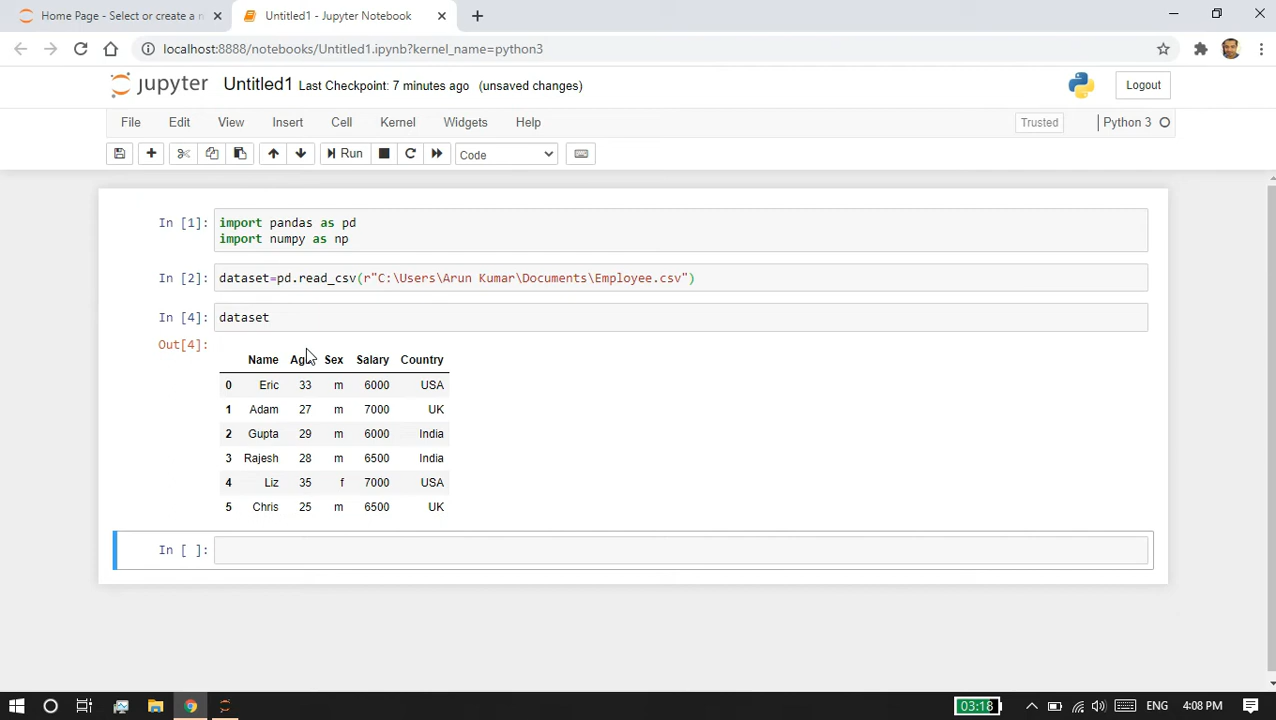 Home Page - Select or create a n
Untitled1 - Jupyter Notebook
localhost:8888/notebooks/Untitled1.ipynb?kernel_name=python3
jupyter Untitled1 Last Checkpoint: 7 minutes ago (unsaved changes)
Logout
File Edit View Insert Cell Kernel Widgets Help
Trusted
Python 3
Run
Code
In [1]: import pandas as pd
import numpy as np
In [2]: dataset=pd.read_csv(r"C:\Users\Arun Kumar\Documents\Employee.csv")
In [4]: dataset
Out[4]:
Name Age Sex Salary Country
0 Eric 33 m 6000 USA
1 Adam 27 m 7000 UK
2 Gupta 29 m 6000 India
3 Rajesh 28 m 6500 India
4 Liz 35 f 7000 USA
5 Chris 25 m 6500 UK
In [ ]:
03:18
ENG
4:08 PM